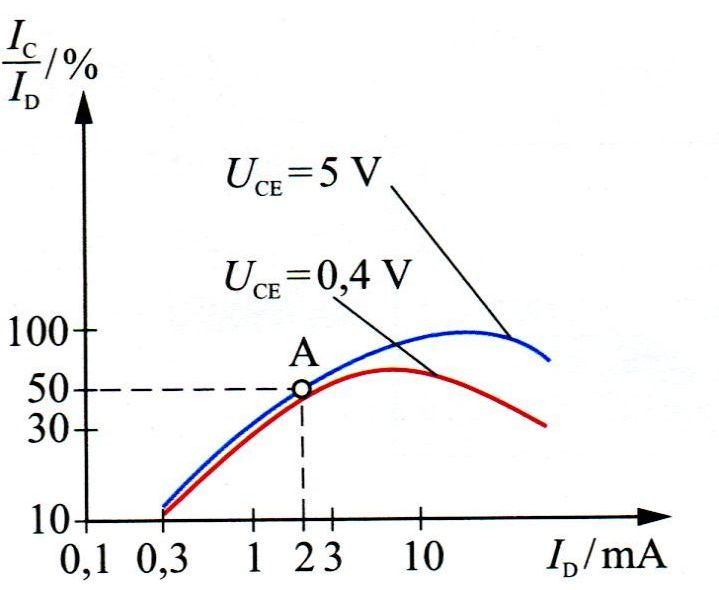 I_C/I_D /%
U_CE=5 V
U_CE=0,4 V
100
A
50
30
10
0,1 0,3 1 2 3 10 I_D/mA